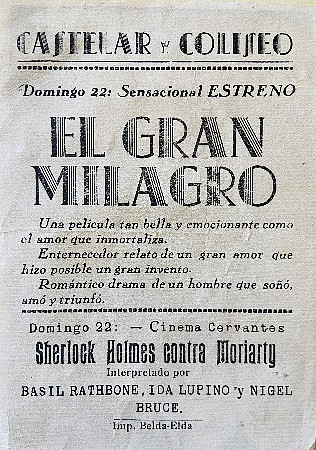 CASTELAR Y COLISEO
Domingo 22: Sensacional ESTRENO
EL GRAN
MILAGRO
Una película tan bella y emocionante como
el amor que inmortaliza.
Enternecedor relato de un gran amor que
hizo posible un gran invento.
Romántico drama de un hombre que soñó,
amó y triunfó.
Domingo 22: — Cinema Cervantes
Sherlock Holmes contra Moriarty
Interpretado por
BASIL RATHBONE, IDA LUPINO y NIGEL
BRUCE.
Imp. Belda-Elda